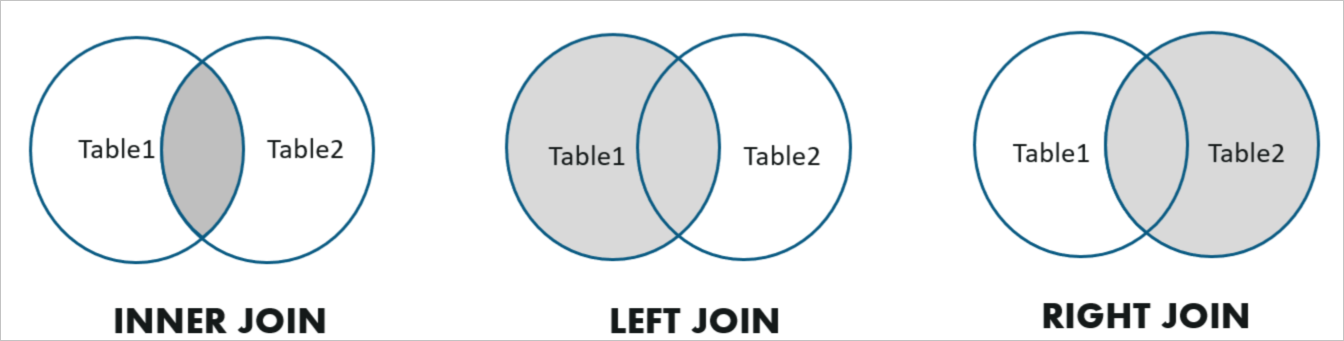 Table1 Table2
INNER JOIN
Table1 Table2
LEFT JOIN
Table1 Table2
RIGHT JOIN